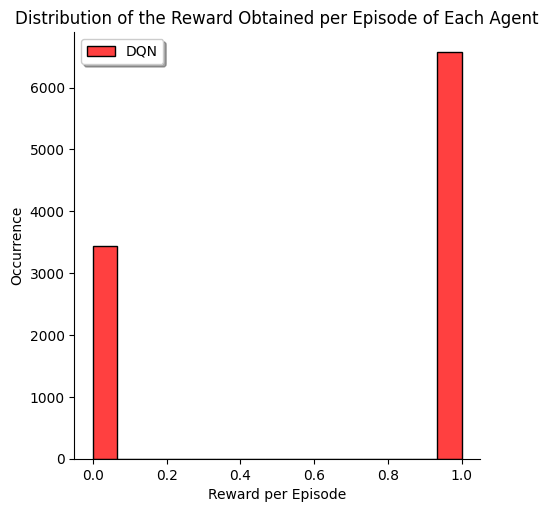 Distribution of the Reward Obtained per Episode of Each Agent
DQN
6000
5000
4000
3000
2000
1000
0
0.0 0.2 0.4 0.6 0.8 1.0
Occurrence
Reward per Episode